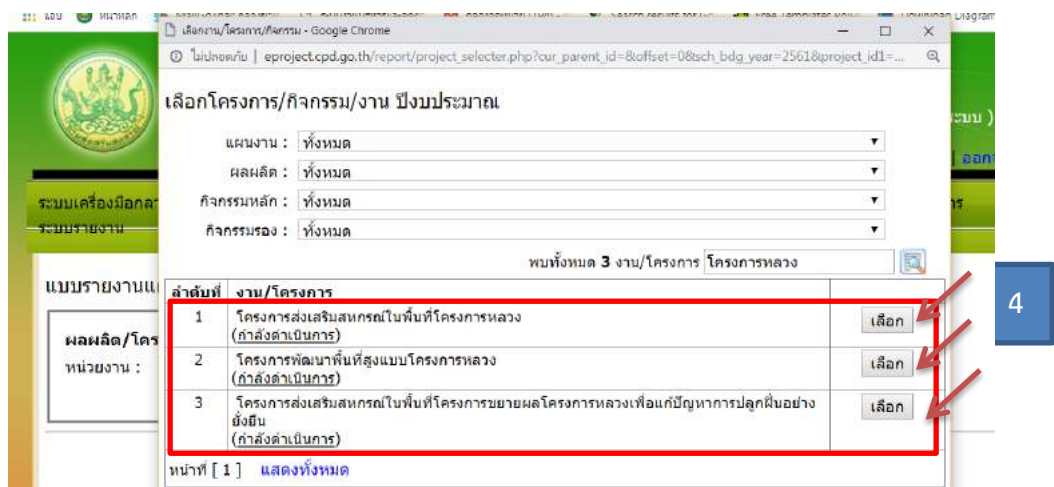 เลือกงาน/โครงการ/กิจกรรม - Google Chrome
ไม่ปลอดภัย | eproject.cpd.go.th/report/project_selecter.php?cur_parent_id=&offset=0&sch_bdg_year=2561&project_id1=...
เลือกโครงการ/กิจกรรม/งาน ปีงบประมาณ
แผนงาน : ทั้งหมด
ผลผลิต : ทั้งหมด
กิจกรรมหลัก : ทั้งหมด
กิจกรรมรอง : ทั้งหมด
ระบบเครื่องมือกลา
ระบบรายงาน
พบทั้งหมด 3 งาน/โครงการ โครงการหลวง
แบบรายงานแ
ลำดับที่ งาน/โครงการ
1 โครงการส่งเสริมสหกรณ์ในพื้นที่โครงการหลวง เลือก
(กำลังดำเนินการ)
2 โครงการพัฒนาพื้นที่สูงแบบโครงการหลวง เลือก
(กำลังดำเนินการ)
3 โครงการส่งเสริมสหกรณ์ในพื้นที่โครงการขยายผลโครงการหลวงเพื่อแก้ปัญหาการปลูกฝิ่นอย่าง เลือก
ยั่งยืน
(กำลังดำเนินการ)
หน้าที่ [ 1 ] แสดงทั้งหมด
ผลผลิต/โคร
หน่วยงาน :
4